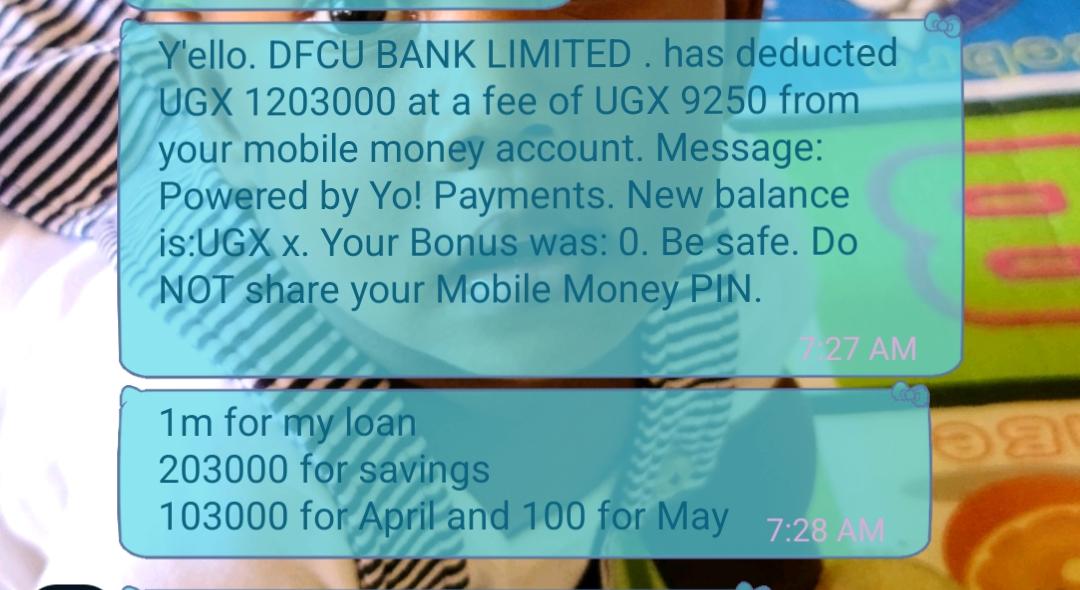 Y'ello. DFCU BANK LIMITED . has deducted
UGX 1203000 at a fee of UGX 9250 from
your mobile money account. Message:
Powered by Yo! Payments. New balance
is:UGX x. Your Bonus was: 0. Be safe. Do
NOT share your Mobile Money PIN.
7:27 AM
1m for my loan
203000 for savings
103000 for April and 100 for May
7:28 AM